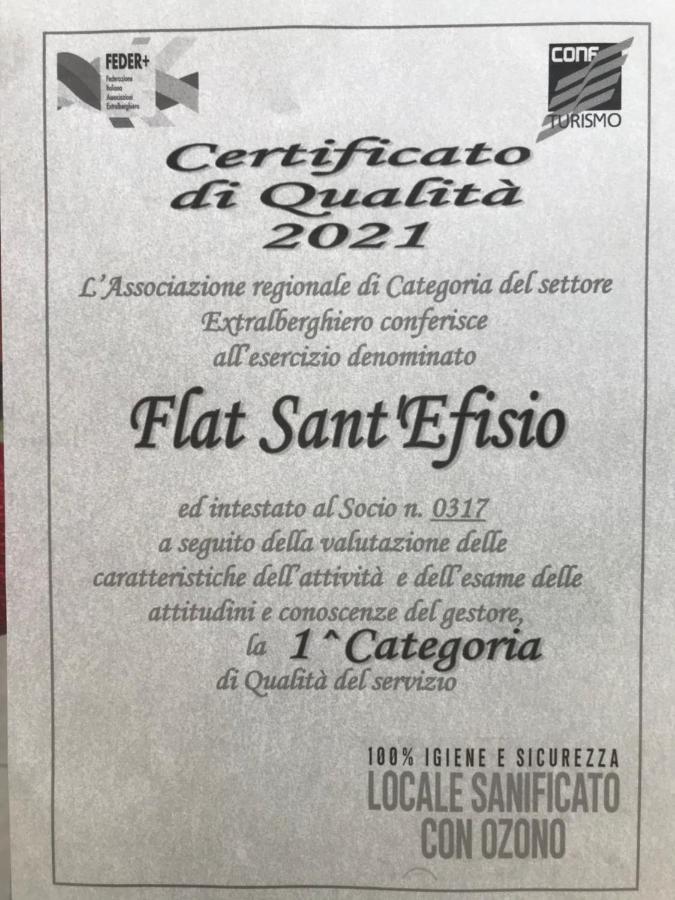 FEDER+
Federazione
Italiana
Associazioni
Extralberghiero
CONF
TURISMO
Certificato
di Qualità
2021
L'Associazione regionale di Categoria del settore
Extralberghiero conferisce
all'esercizio denominato
Flat Sant'Efisio
ed intestato al Socio n. 0317
a seguito della valutazione delle
caratteristiche dell'attività e dell'esame delle
attitudini e conoscenze del gestore,
la 1^Categoria
di Qualità del servizio
100% IGIENE E SICUREZZA
LOCALE SANIFICATO
CON OZONO